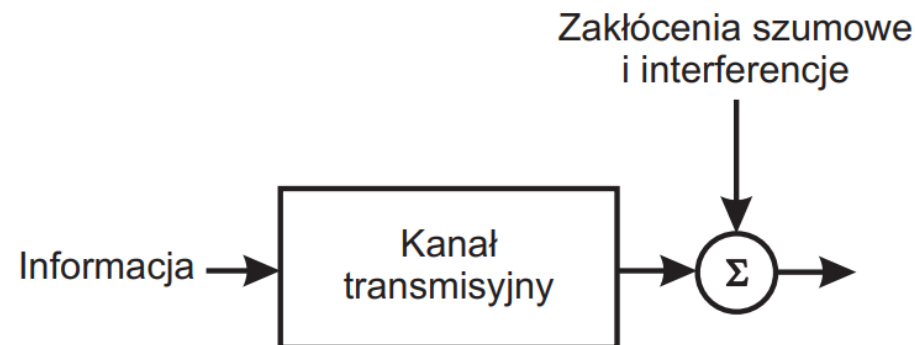 Zakłócenia szumowe
i interferencje
Informacja
Kanał
transmisyjny
Σ